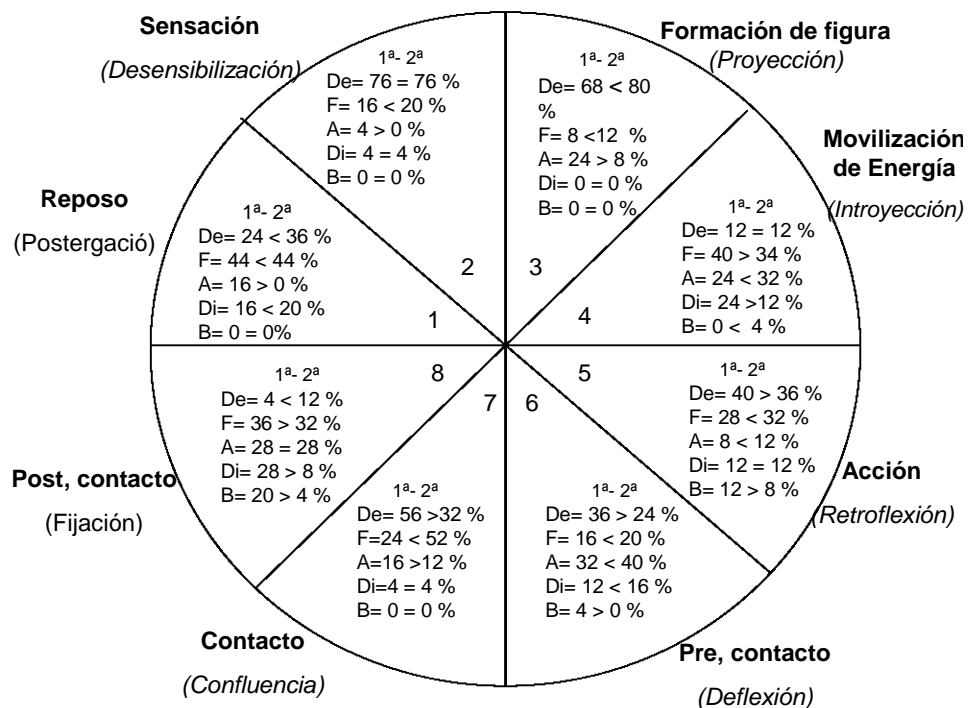 Sensación
(Desensibilización)
1ª- 2ª
De= 76 = 76 %
F= 16 < 20 %
A= 4 > 0 %
Di= 4 = 4 %
B= 0 = 0 %
2
Formación de figura
(Proyección)
1ª- 2ª
De= 68 < 80
%
F= 8 <12 %
A= 24 > 8 %
Di= 0 = 0 %
B= 0 = 0 %
3
Movilización
de Energía
(Introyección)
1ª- 2ª
De= 12 = 12 %
F= 40 > 34 %
A= 24 < 32 %
Di= 24 >12 %
B= 0 < 4 %
4
Reposo
(Postergació)
1ª- 2ª
De= 24 < 36 %
F= 44 < 44 %
A= 16 > 0 %
Di= 16 < 20 %
B= 0 = 0%
1
8
1ª- 2ª
De= 4 < 12 %
F= 36 > 32 %
A= 28 = 28 %
Di= 28 > 8 %
B= 20 > 4 %
Post, contacto
(Fijación)
5
1ª- 2ª
De= 40 > 36 %
F= 28 < 32 %
A= 8 < 12 %
Di= 12 = 12 %
B= 12 > 8 %
Acción
(Retroflexión)
7
1ª- 2ª
De= 56 >32 %
F=24 < 52 %
A=16 >12 %
Di=4 = 4 %
B= 0 = 0 %
Contacto
(Confluencia)
6
1ª- 2ª
De= 36 > 24 %
F= 16 < 20 %
A= 32 < 40 %
Di= 12 < 16 %
B= 4 > 0 %
Pre, contacto
(Deflexión)